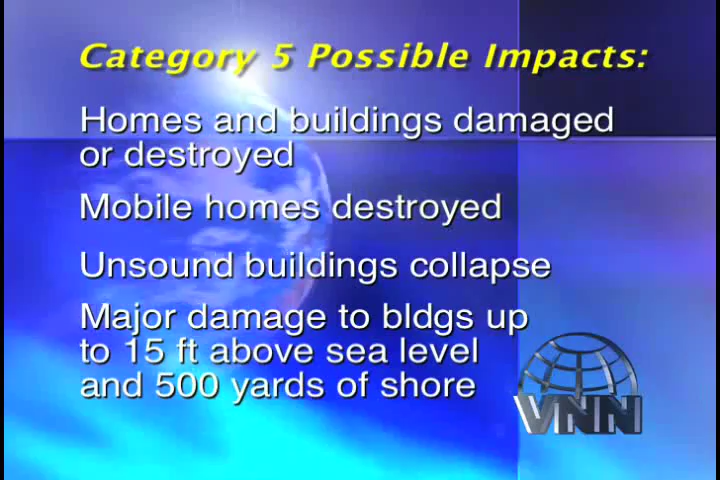 Category 5 Possible Impacts:
Homes and buildings damaged
or destroyed
Mobile homes destroyed
Unsound buildings collapse
Major damage to bldgs up
to 15 ft above sea level
and 500 yards of shore
VNN